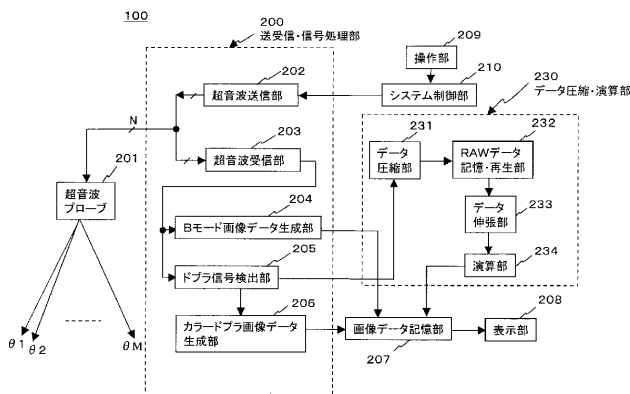 100
200
送受信・信号処理部
209
操作部
210
システム制御部
202
超音波送信部
230
データ圧縮・演算部
N
203
超音波受信部
231
データ
圧縮部
232
RAWデータ
記憶・再生部
201
超音波
プローブ
233
データ
伸張部
204
Bモード画像データ生成部
205
ドプラ信号検出部
234
演算部
206
カラードプラ画像データ
生成部
画像データ記憶部
207
208
表示部
θ1
θ2
θM